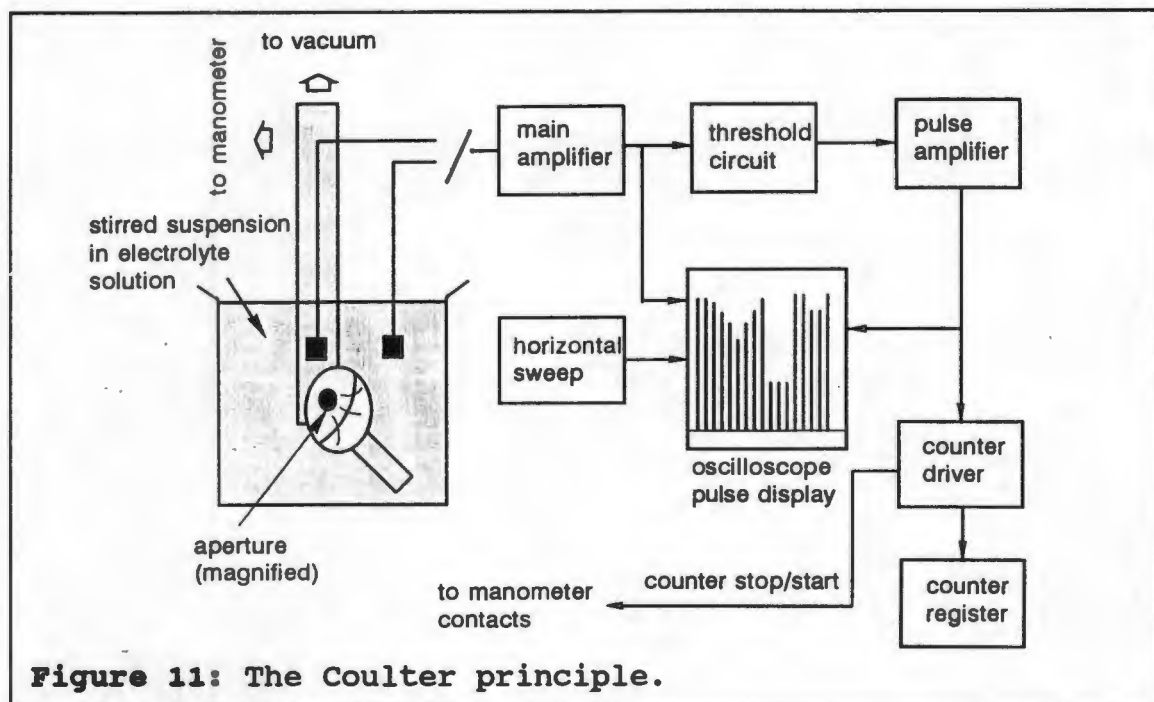 to vacuum
to manometer
main
amplifier
threshold
circuit
pulse
amplifier
stirred suspension
in electrolyte
solution
horizontal
sweep
oscilloscope
pulse display
counter
driver
aperture
(magnified)
counter stop/start
to manometer
contacts
counter
register
Figure 11: The Coulter principle.